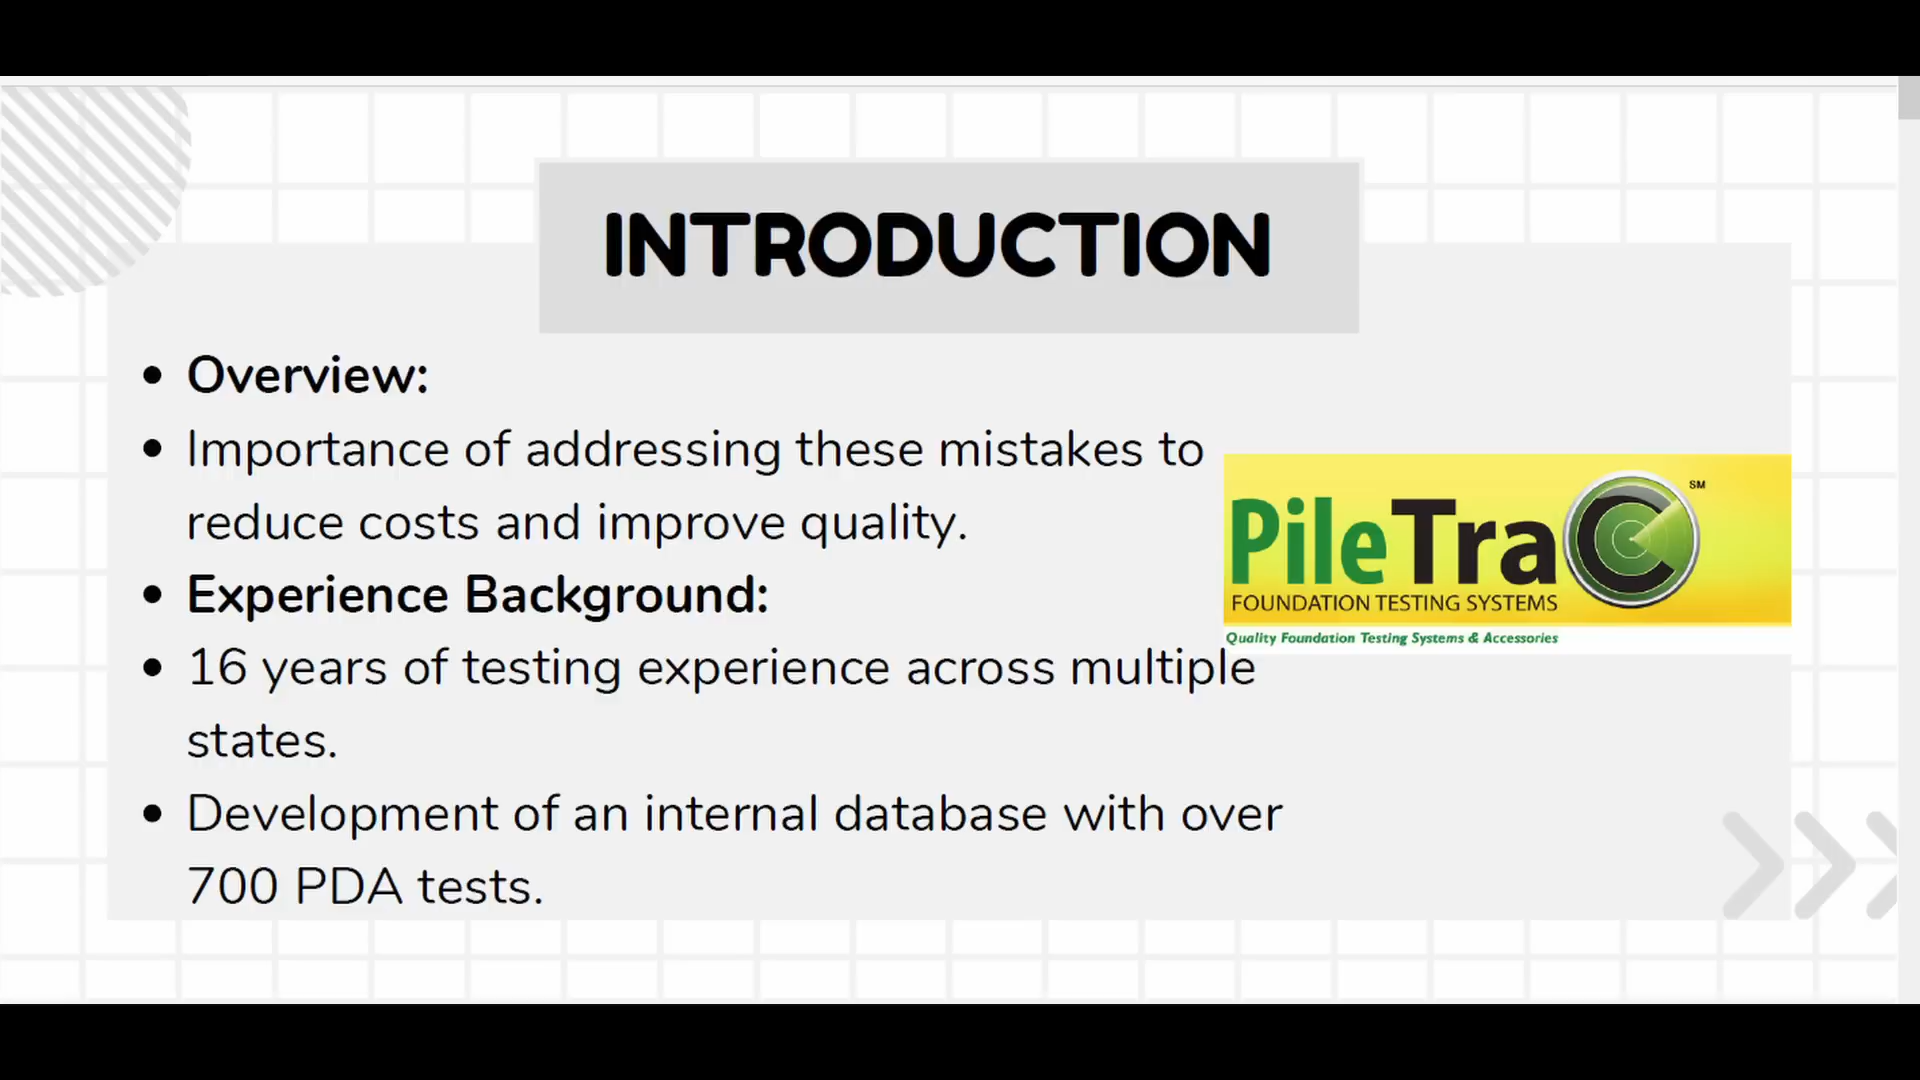 INTRODUCTION
• Overview:
• Importance of addressing these mistakes to
reduce costs and improve quality.
• Experience Background:
• 16 years of testing experience across multiple
states.
• Development of an internal database with over
700 PDA tests.
PileTraC SM
FOUNDATION TESTING SYSTEMS
Quality Foundation Testing Systems & Accessories